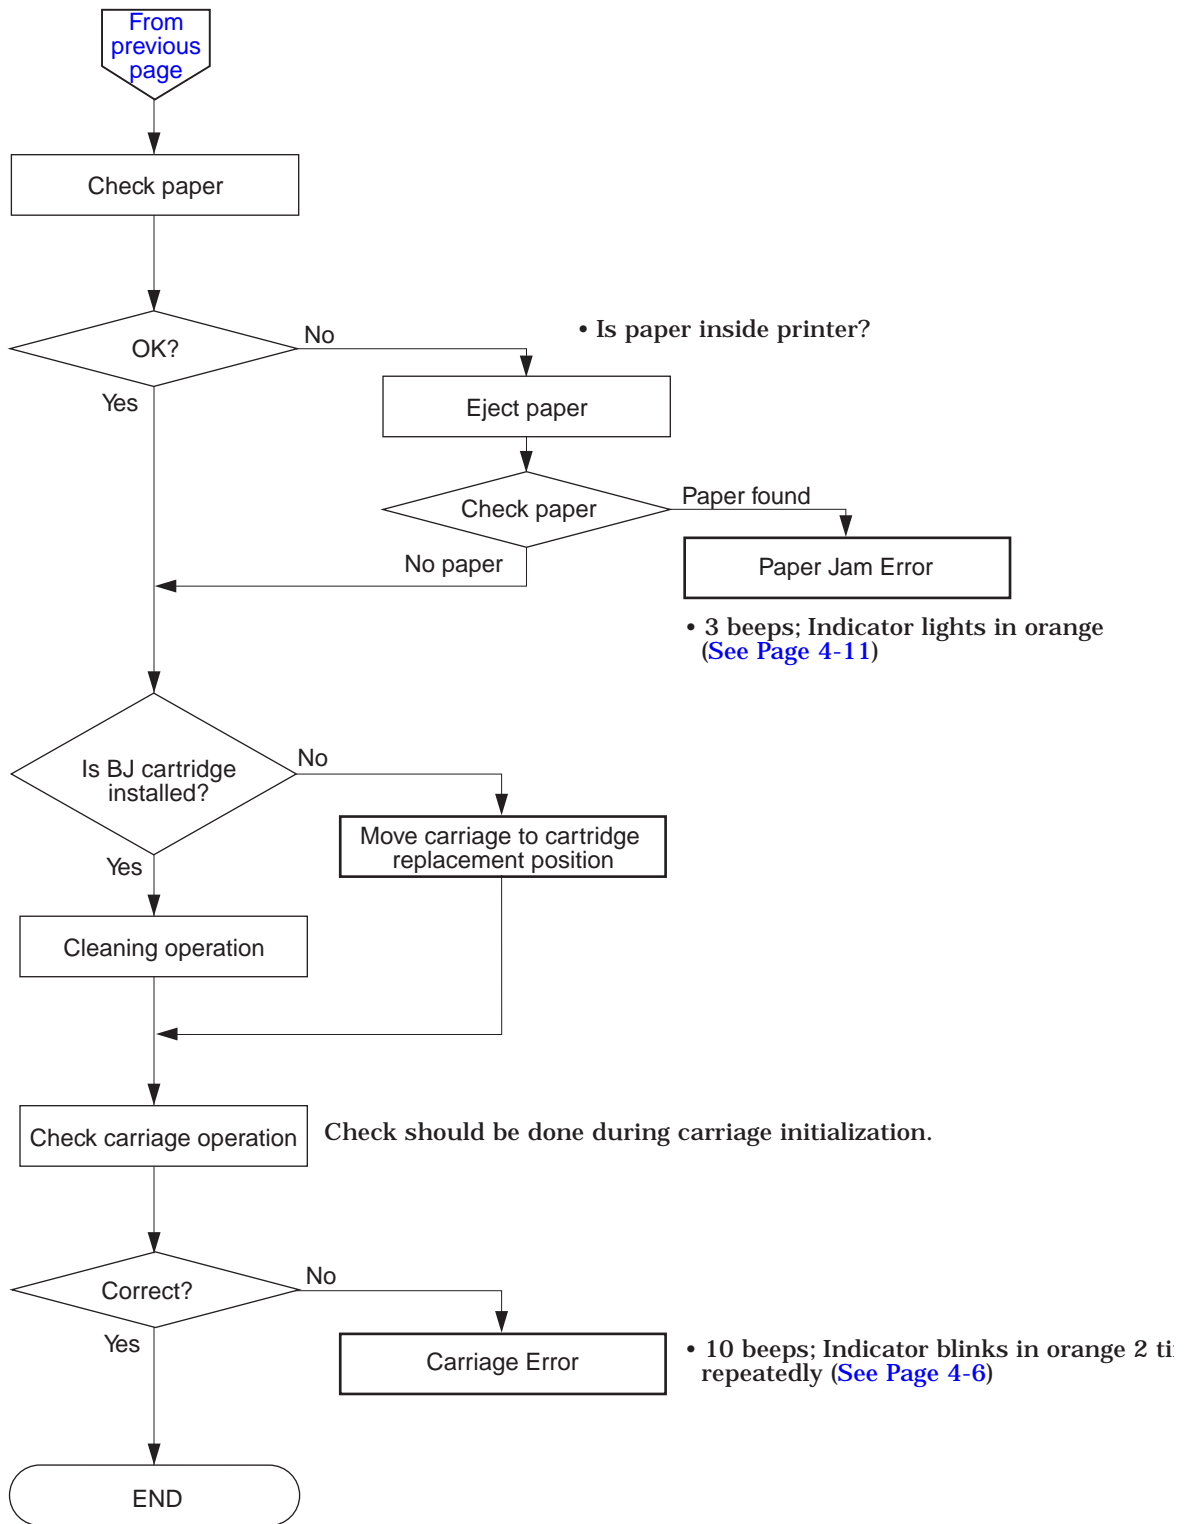 From
previous
page
Check paper
OK?
No
• Is paper inside printer?
Yes
Eject paper
Check paper
Paper found
No paper
Paper Jam Error
• 3 beeps; Indicator lights in orange
(See Page 4-11)
Is BJ cartridge
installed?
No
Yes
Move carriage to cartridge
replacement position
Cleaning operation
Check carriage operation
Check should be done during carriage initialization.
Correct?
No
Yes
Carriage Error
• 10 beeps; Indicator blinks in orange 2
repeatedly (See Page 4-6)
END